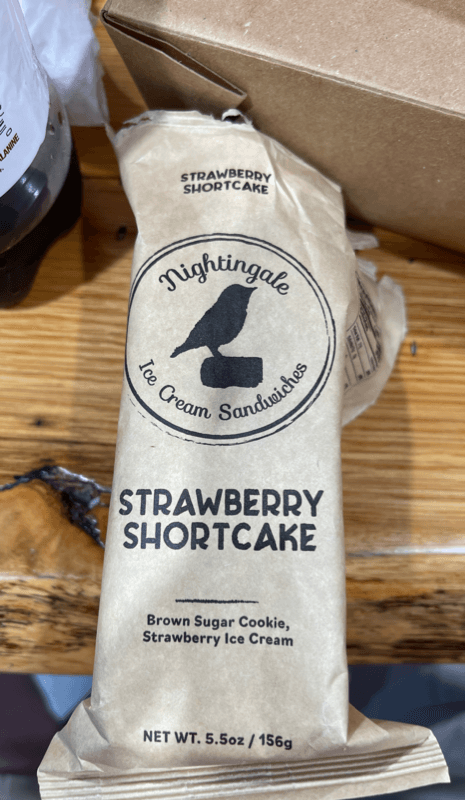 STRAWBERRY
SHORTCAKE
Nightingale
Ice Cream Sandwiches
STRAWBERRY
SHORTCAKE
Brown Sugar Cookie,
Strawberry Ice Cream
NET WT. 5.5oz / 156g